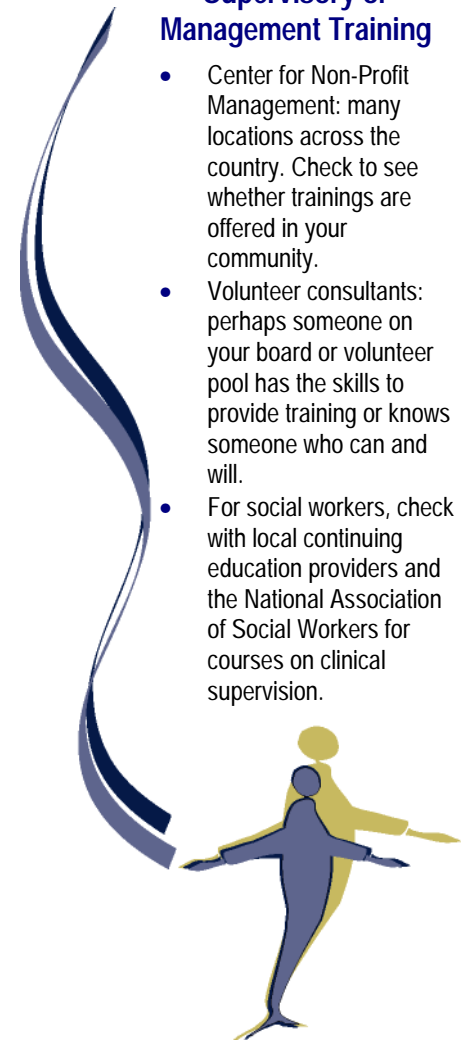 Supervisory or
Management Training
• Center for Non-Profit
Management: many
locations across the
country. Check to see
whether trainings are
offered in your
community.
• Volunteer consultants:
perhaps someone on
your board or volunteer
pool has the skills to
provide training or knows
someone who can and
will.
• For social workers, check
with local continuing
education providers and
the National Association
of Social Workers for
courses on clinical
supervision.